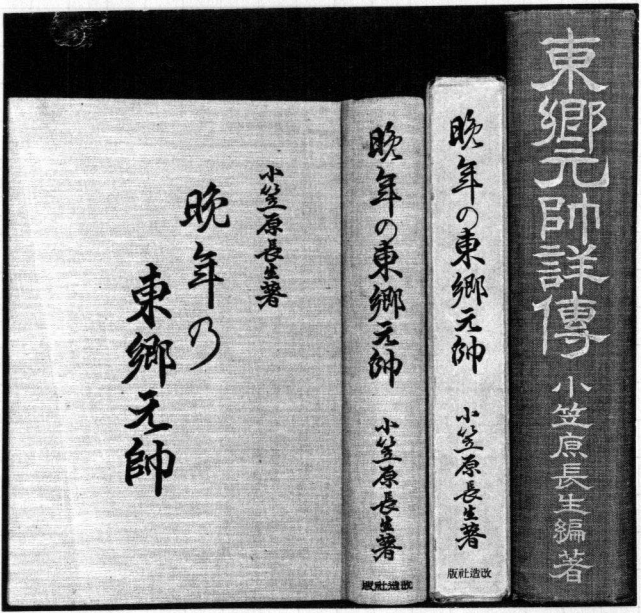 小笠原長生著
晩年の
東郷元帥
晩年の東郷元帥
小笠原長生著
改造社版
晩年の東郷元帥
小笠原長生著
改造社版
東郷元帥詳傳
小笠原長生編著